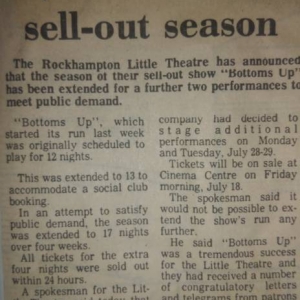 sell-out season
The Rockhampton Little Theatre has announced
that the season of their sell-out show "Bottoms Up"
has been extended for a further two performances to
meet public demand.
"Bottoms Up", which
started its run last week
was originally scheduled to
play for 12 nights.
This was extended to 13 to
accommodate a social club
booking.
In an attempt to satisfy
public demand, the season
was extended to 17 nights
over four weeks.
All tickets for the extra
four nights were sold out
within 24 hours.
A spokesman for the Lit-
company had decided to
stage additional
performances on Monday
and Tuesday, July 28-29.
Tickets will be on sale at
Cinema Centre on Friday
morning, July 18.
The spokesman said it
would not be possible to ex-
tend the show's run any
further.
He said "Bottoms Up"
was a tremendous success
for the Little Theatre and
they had received a number
of congratulatory letters
and telegrams from patrons